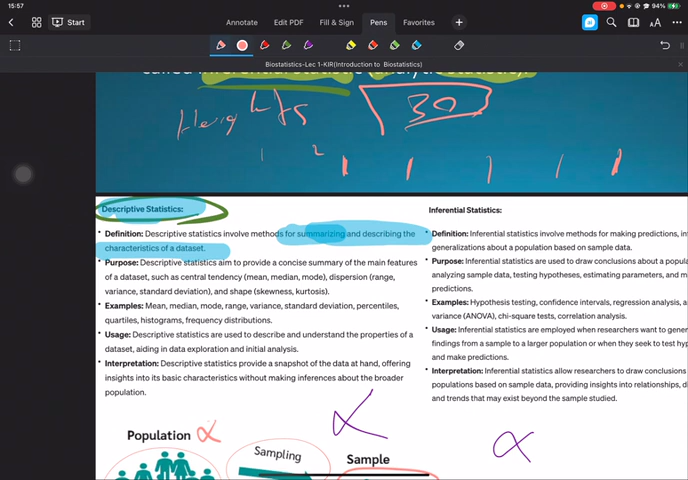 15:57
94%
Start
Annotate Edit PDF Fill & Sign Pens Favorites
Biostatistics-Lec 1-KIR(Introduction to Biostatistics)
called Inferential Statistic (analytic Statistics).
Heights 30
1 2
Descriptive Statistics:
• Definition: Descriptive statistics involve methods for summarizing and describing the
characteristics of a dataset.
• Purpose: Descriptive statistics aim to provide a concise summary of the main features
of a dataset, such as central tendency (mean, median, mode), dispersion (range,
variance, standard deviation), and shape (skewness, kurtosis).
• Examples: Mean, median, mode, range, variance, standard deviation, percentiles,
quartiles, histograms, frequency distributions.
• Usage: Descriptive statistics are used to describe and understand the properties of a
dataset, aiding in data exploration and initial analysis.
• Interpretation: Descriptive statistics provide a snapshot of the data at hand, offering
insights into its basic characteristics without making inferences about the broader
population.
Inferential Statistics:
• Definition: Inferential statistics involve methods for making predictions, in
generalizations about a population based on sample data.
• Purpose: Inferential statistics are used to draw conclusions about a popula
analyzing sample data, testing hypotheses, estimating parameters, and m
predictions.
• Examples: Hypothesis testing, confidence intervals, regression analysis, a
variance (ANOVA), chi-square tests, correlation analysis.
• Usage: Inferential statistics are employed when researchers want to gener
findings from a sample to a larger population or when they seek to test hyp
and make predictions.
• Interpretation: Inferential statistics allow researchers to draw conclusions
populations based on sample data, providing insights into relationships, di
and trends that may exist beyond the sample studied.
Population α
Sampling
Sample
α
α